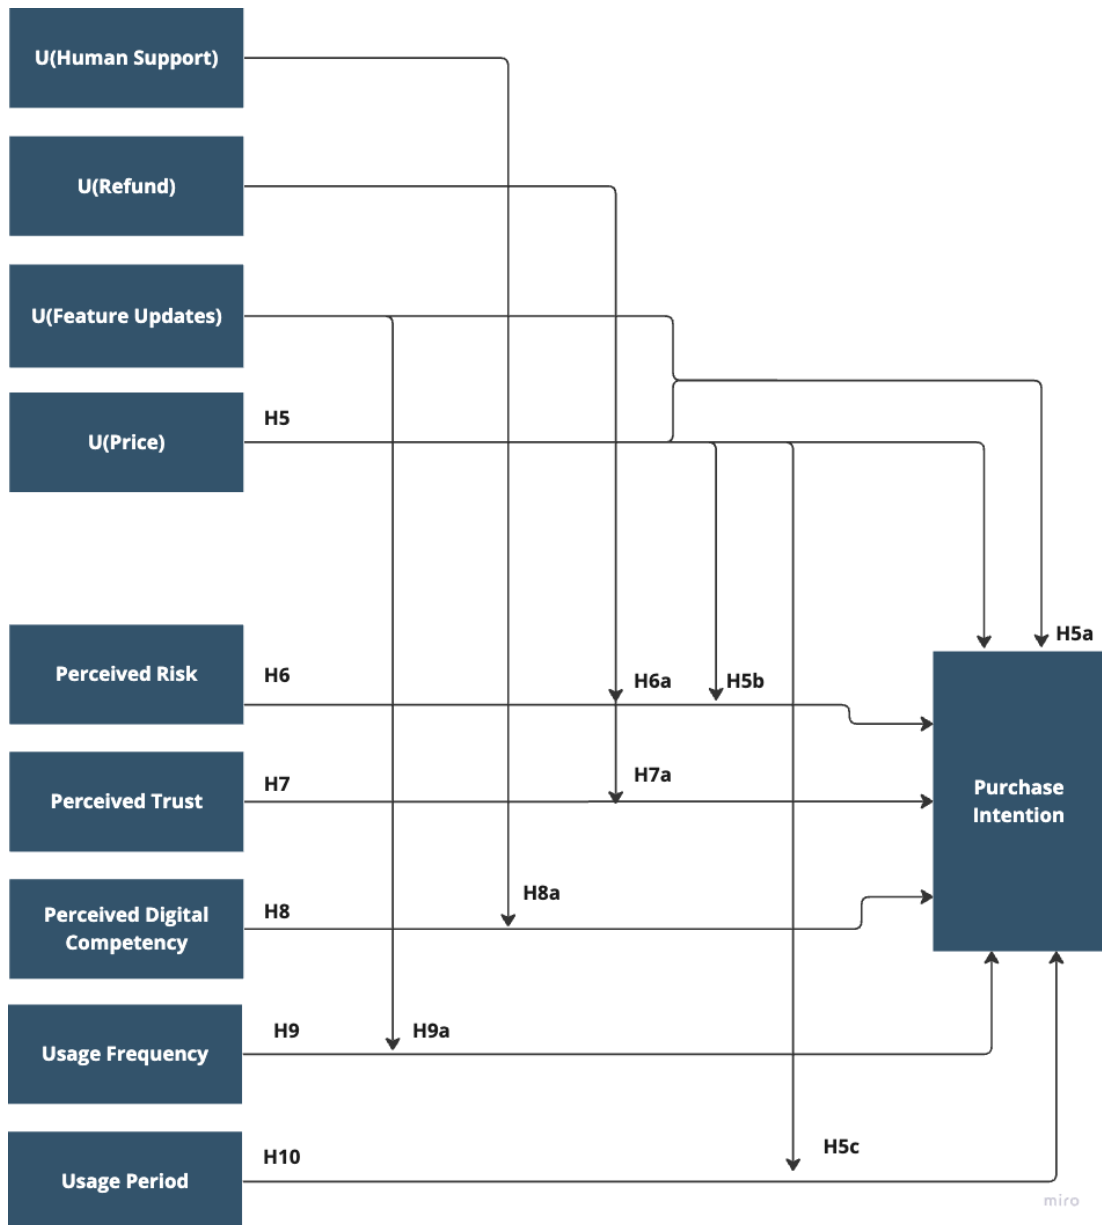 U(Human Support)
U(Refund)
U(Feature Updates)
H5
U(Price)
H5a
Perceived Risk
H6
H6a
H5b
Perceived Trust
H7
H7a
Purchase
Intention
Perceived Digital
Competency
H8
H8a
Usage Frequency
H9
H9a
Usage Period
H10
H5c
miro